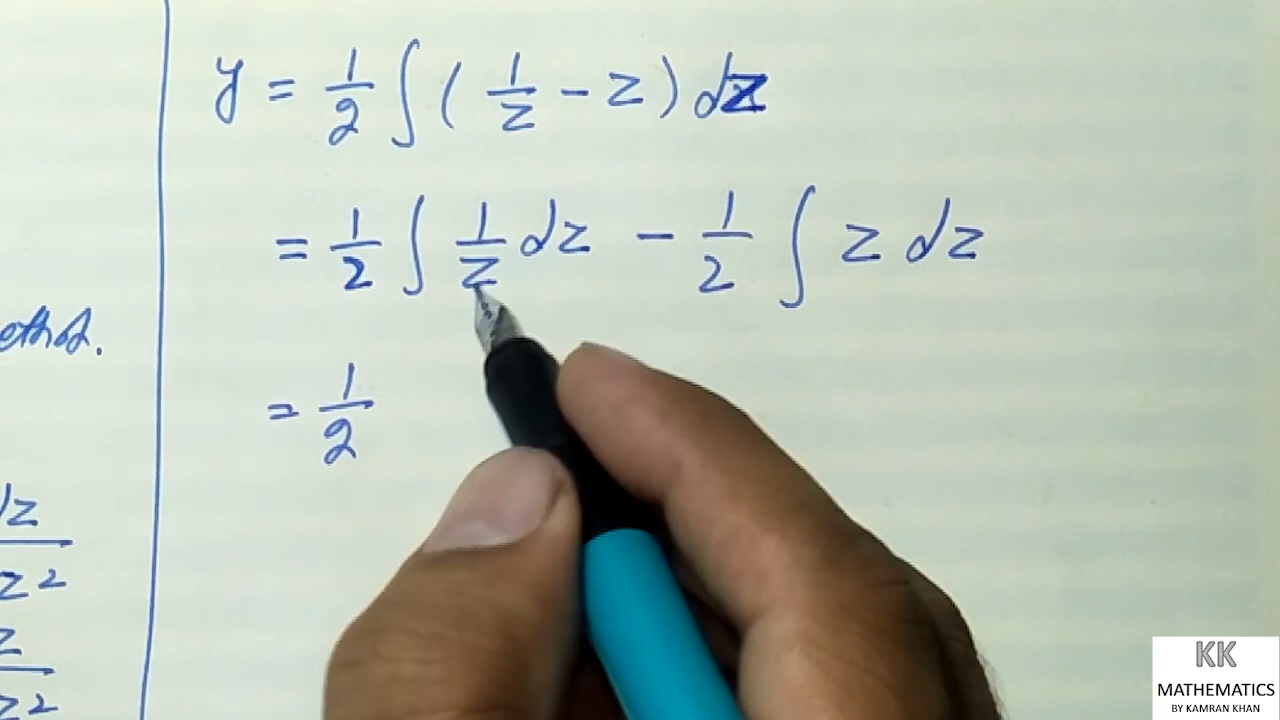 y = 1/2 ∫ ( 1/z - z ) dz
= 1/2 ∫ 1/z dz - 1/2 ∫ z dz
= 1/2
dz
z²
z
z²
KK
MATHEMATICS
BY KAMRAN KHAN